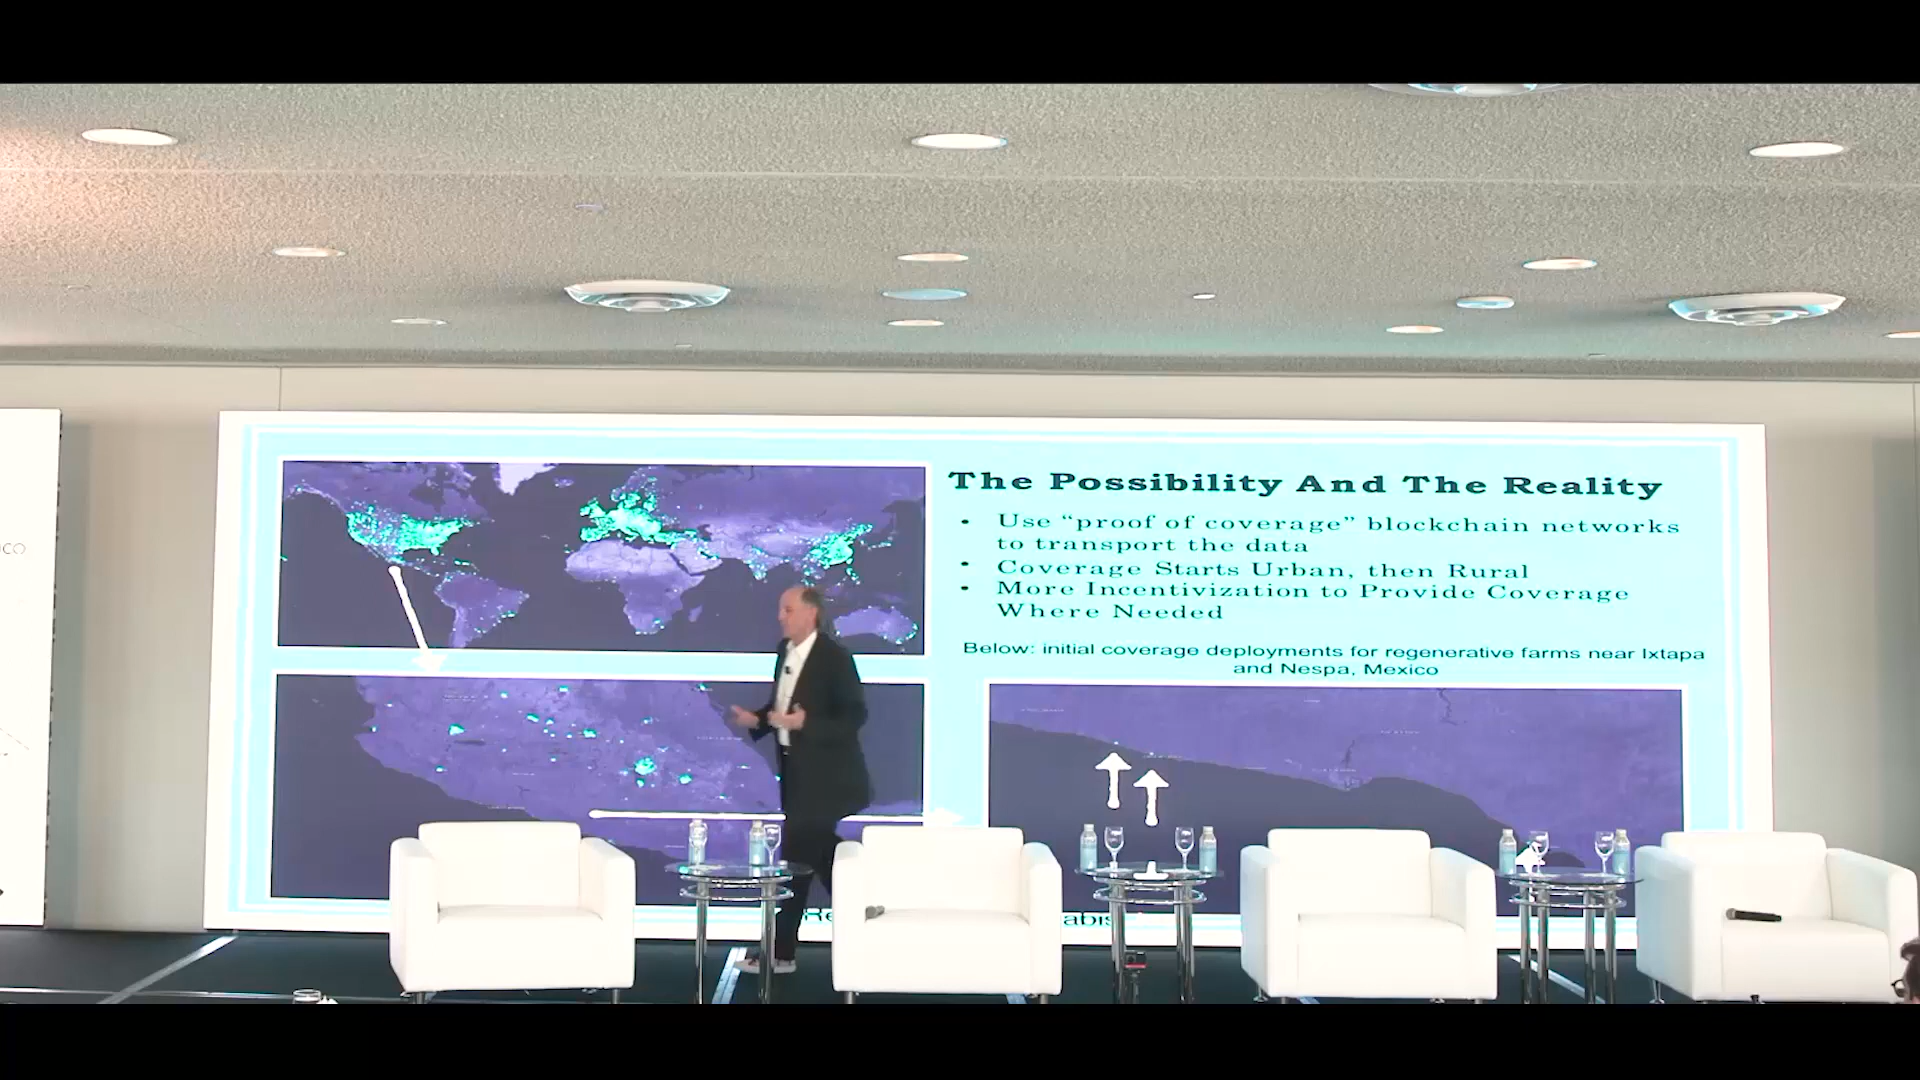 The Possibility And The Reality
• Use “proof of coverage” blockchain networks
to transport the data
• Coverage Starts Urban, then Rural
• More Incentivization to Provide Coverage
Where Needed
Below: initial coverage deployments for regenerative farms near Ixtapa
and Nespa, Mexico